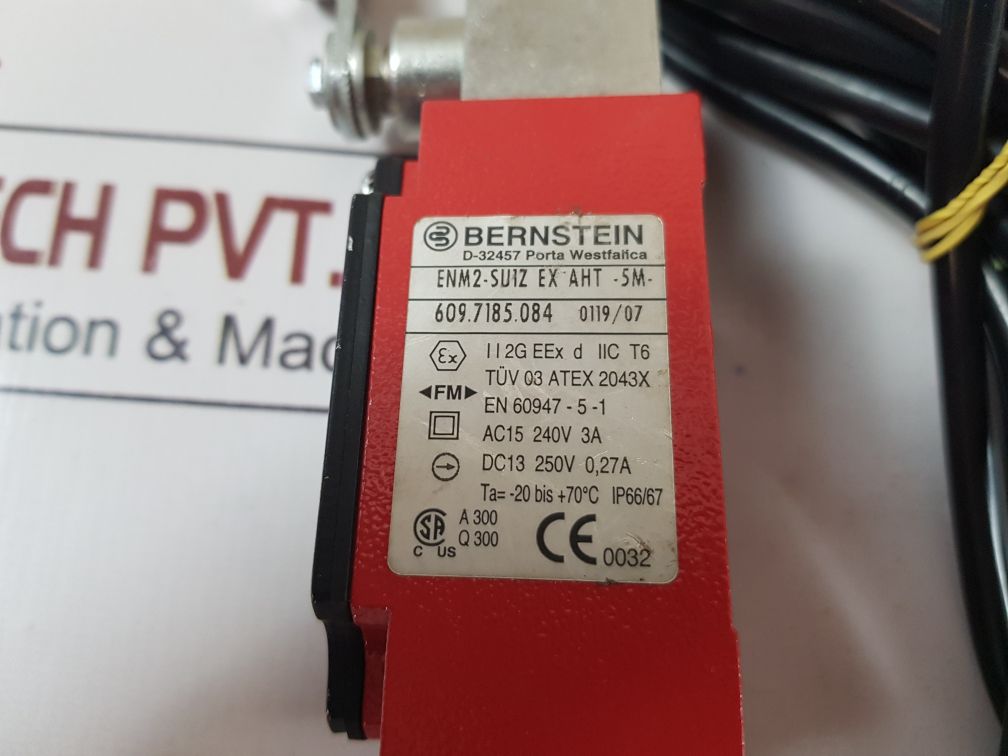 CH PVT.
ation & Mac
BERNSTEIN
D-32457 Porta Westfalica
ENM2-SU1Z EX AHT -5M-
609.7185.084 0119/07
Ex II2G EEx d IIC T6
TÜV 03 ATEX 2043X
FM
EN 60947-5-1
AC15 240V 3A
DC13 250V 0,27A
Ta= -20 bis +70°C IP66/67
SA
C US
A 300
Q 300
CE 0032